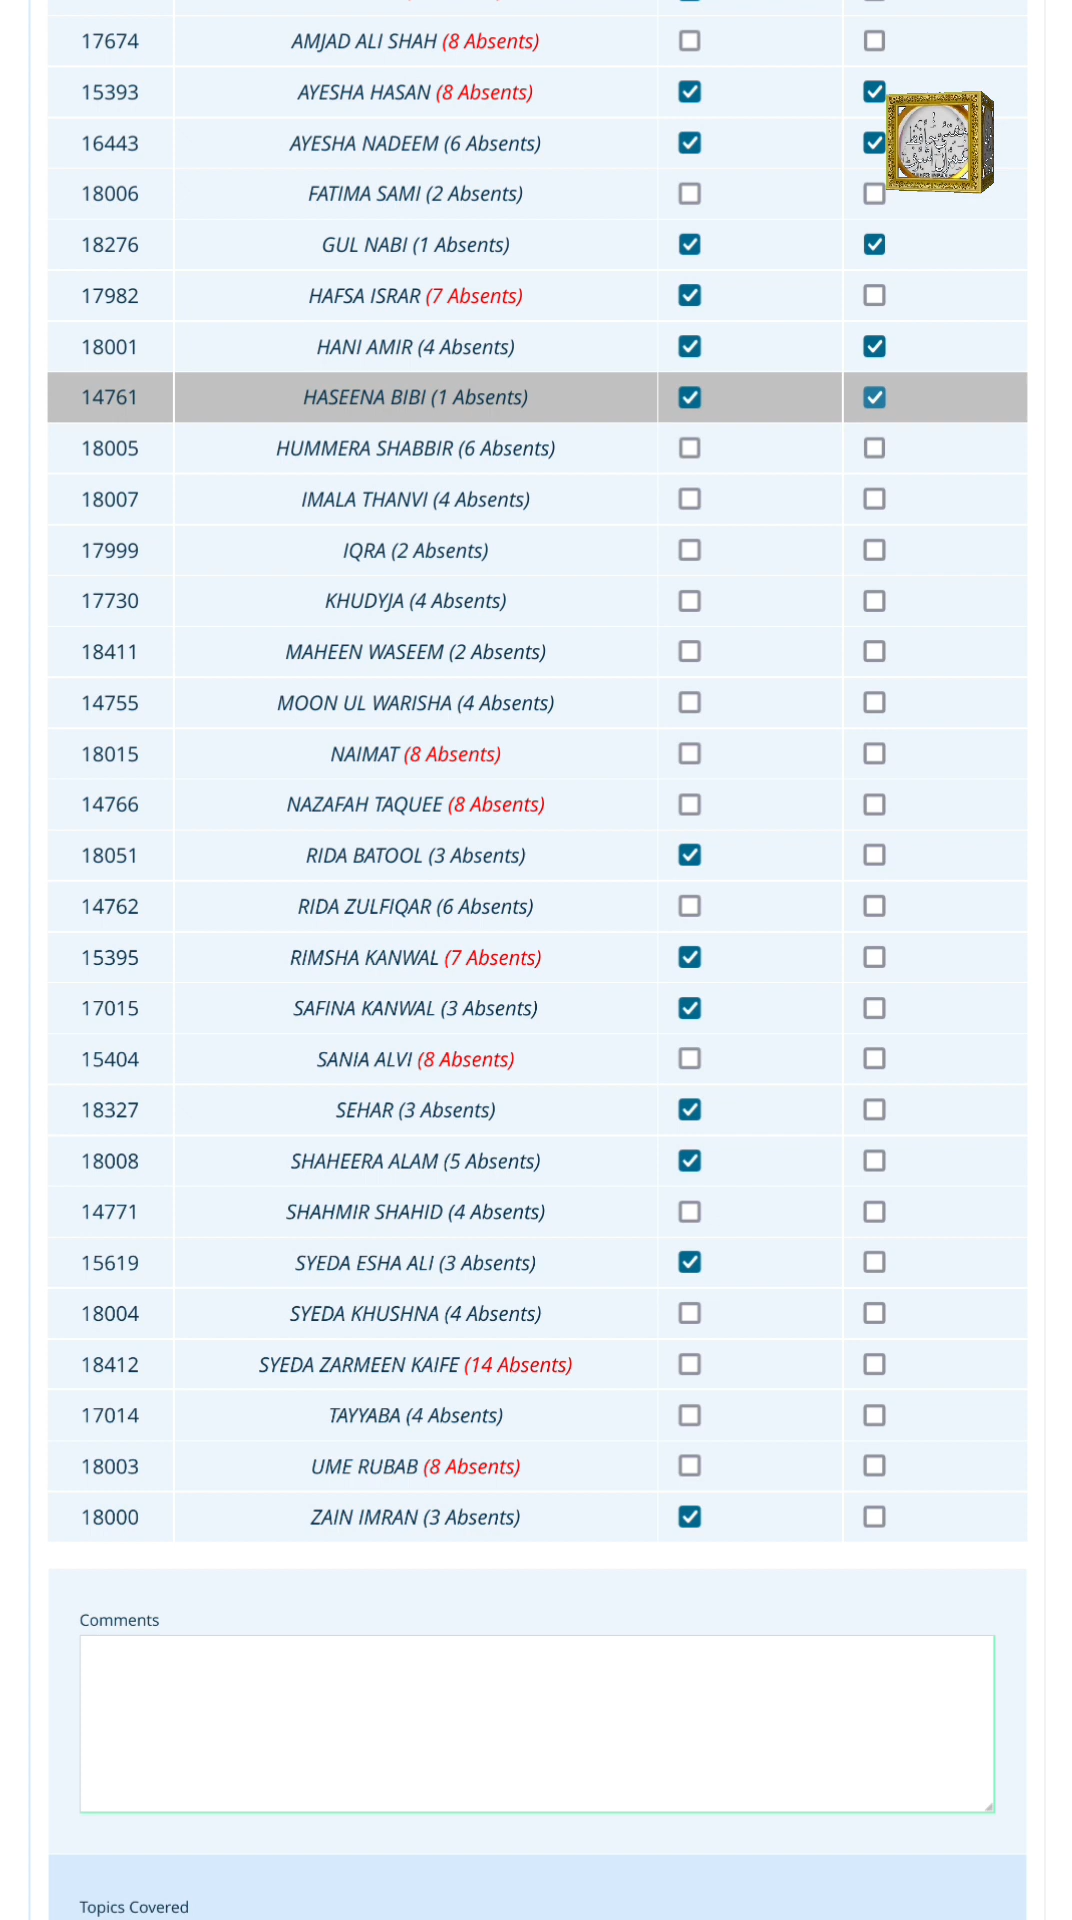 17674 AMJAD ALI SHAH (8 Absents)
15393 AYESHA HASAN (8 Absents)
16443 AYESHA NADEEM (6 Absents)
18006 FATIMA SAMI (2 Absents)
18276 GUL NABI (1 Absents)
17982 HAFSA ISRAR (7 Absents)
18001 HANI AMIR (4 Absents)
14761 HASEENA BIBI (1 Absents)
18005 HUMMERA SHABBIR (6 Absents)
18007 IMALA THANVI (4 Absents)
17999 IQRA (2 Absents)
17730 KHUDYJA (4 Absents)
18411 MAHEEN WASEEM (2 Absents)
14755 MOON UL WARISHA (4 Absents)
18015 NAIMAT (8 Absents)
14766 NAZAFAH TAQUEE (8 Absents)
18051 RIDA BATOOL (3 Absents)
14762 RIDA ZULFIQAR (6 Absents)
15395 RIMSHA KANWAL (7 Absents)
17015 SAFINA KANWAL (3 Absents)
15404 SANIA ALVI (8 Absents)
18327 SEHAR (3 Absents)
18008 SHAHEERA ALAM (5 Absents)
14771 SHAHMIR SHAHID (4 Absents)
15619 SYEDA ESHA ALI (3 Absents)
18004 SYEDA KHUSHNA (4 Absents)
18412 SYEDA ZARMEEN KAIFE (14 Absents)
17014 TAYYABA (4 Absents)
18003 UME RUBAB (8 Absents)
18000 ZAIN IMRAN (3 Absents)
Comments
Topics Covered